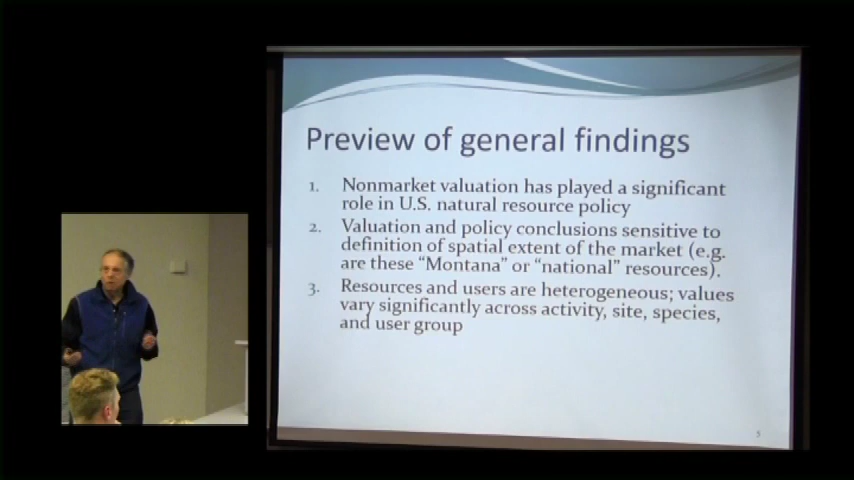 Preview of general findings
1. Nonmarket valuation has played a significant
role in U.S. natural resource policy
2. Valuation and policy conclusions sensitive to
definition of spatial extent of the market (e.g.
are these “Montana” or “national” resources).
3. Resources and users are heterogeneous; values
vary significantly across activity, site, species,
and user group
5